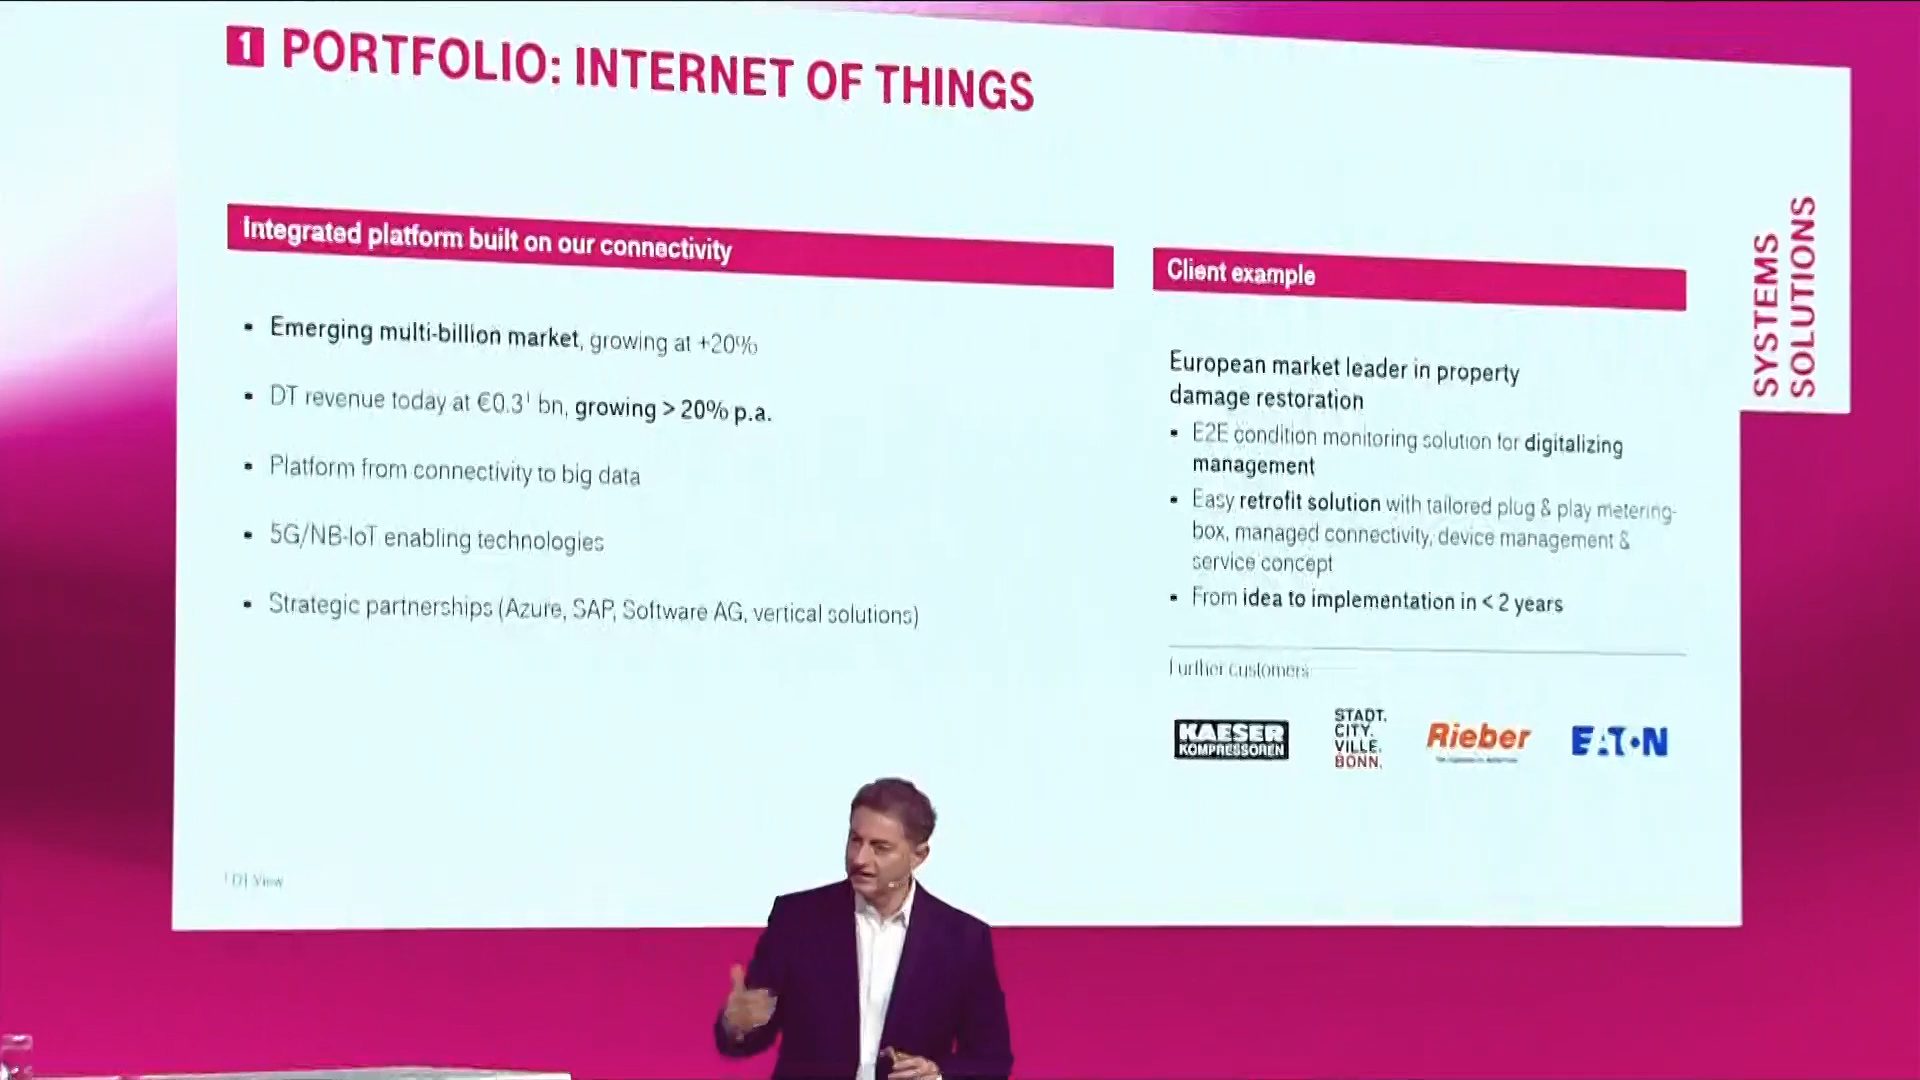 1 PORTFOLIO: INTERNET OF THINGS
SYSTEMS
SOLUTIONS
Integrated platform built on our connectivity
▪ Emerging multi-billion market, growing at +20%
▪ DT revenue today at €0.3¹ bn, growing > 20% p.a.
▪ Platform from connectivity to big data
▪ 5G/NB-IoT enabling technologies
▪ Strategic partnerships (Azure, SAP, Software AG, vertical solutions)
Client example
European market leader in property
damage restoration
▪ E2E condition monitoring solution for digitalizing
management
▪ Easy retrofit solution with tailored plug & play metering-
box, managed connectivity, device management &
service concept
▪ From idea to implementation in < 2 years
Further customers
KAESER
KOMPRESSOREN
STADT.
CITY.
VILLE.
BONN.
Rieber
EATON
View